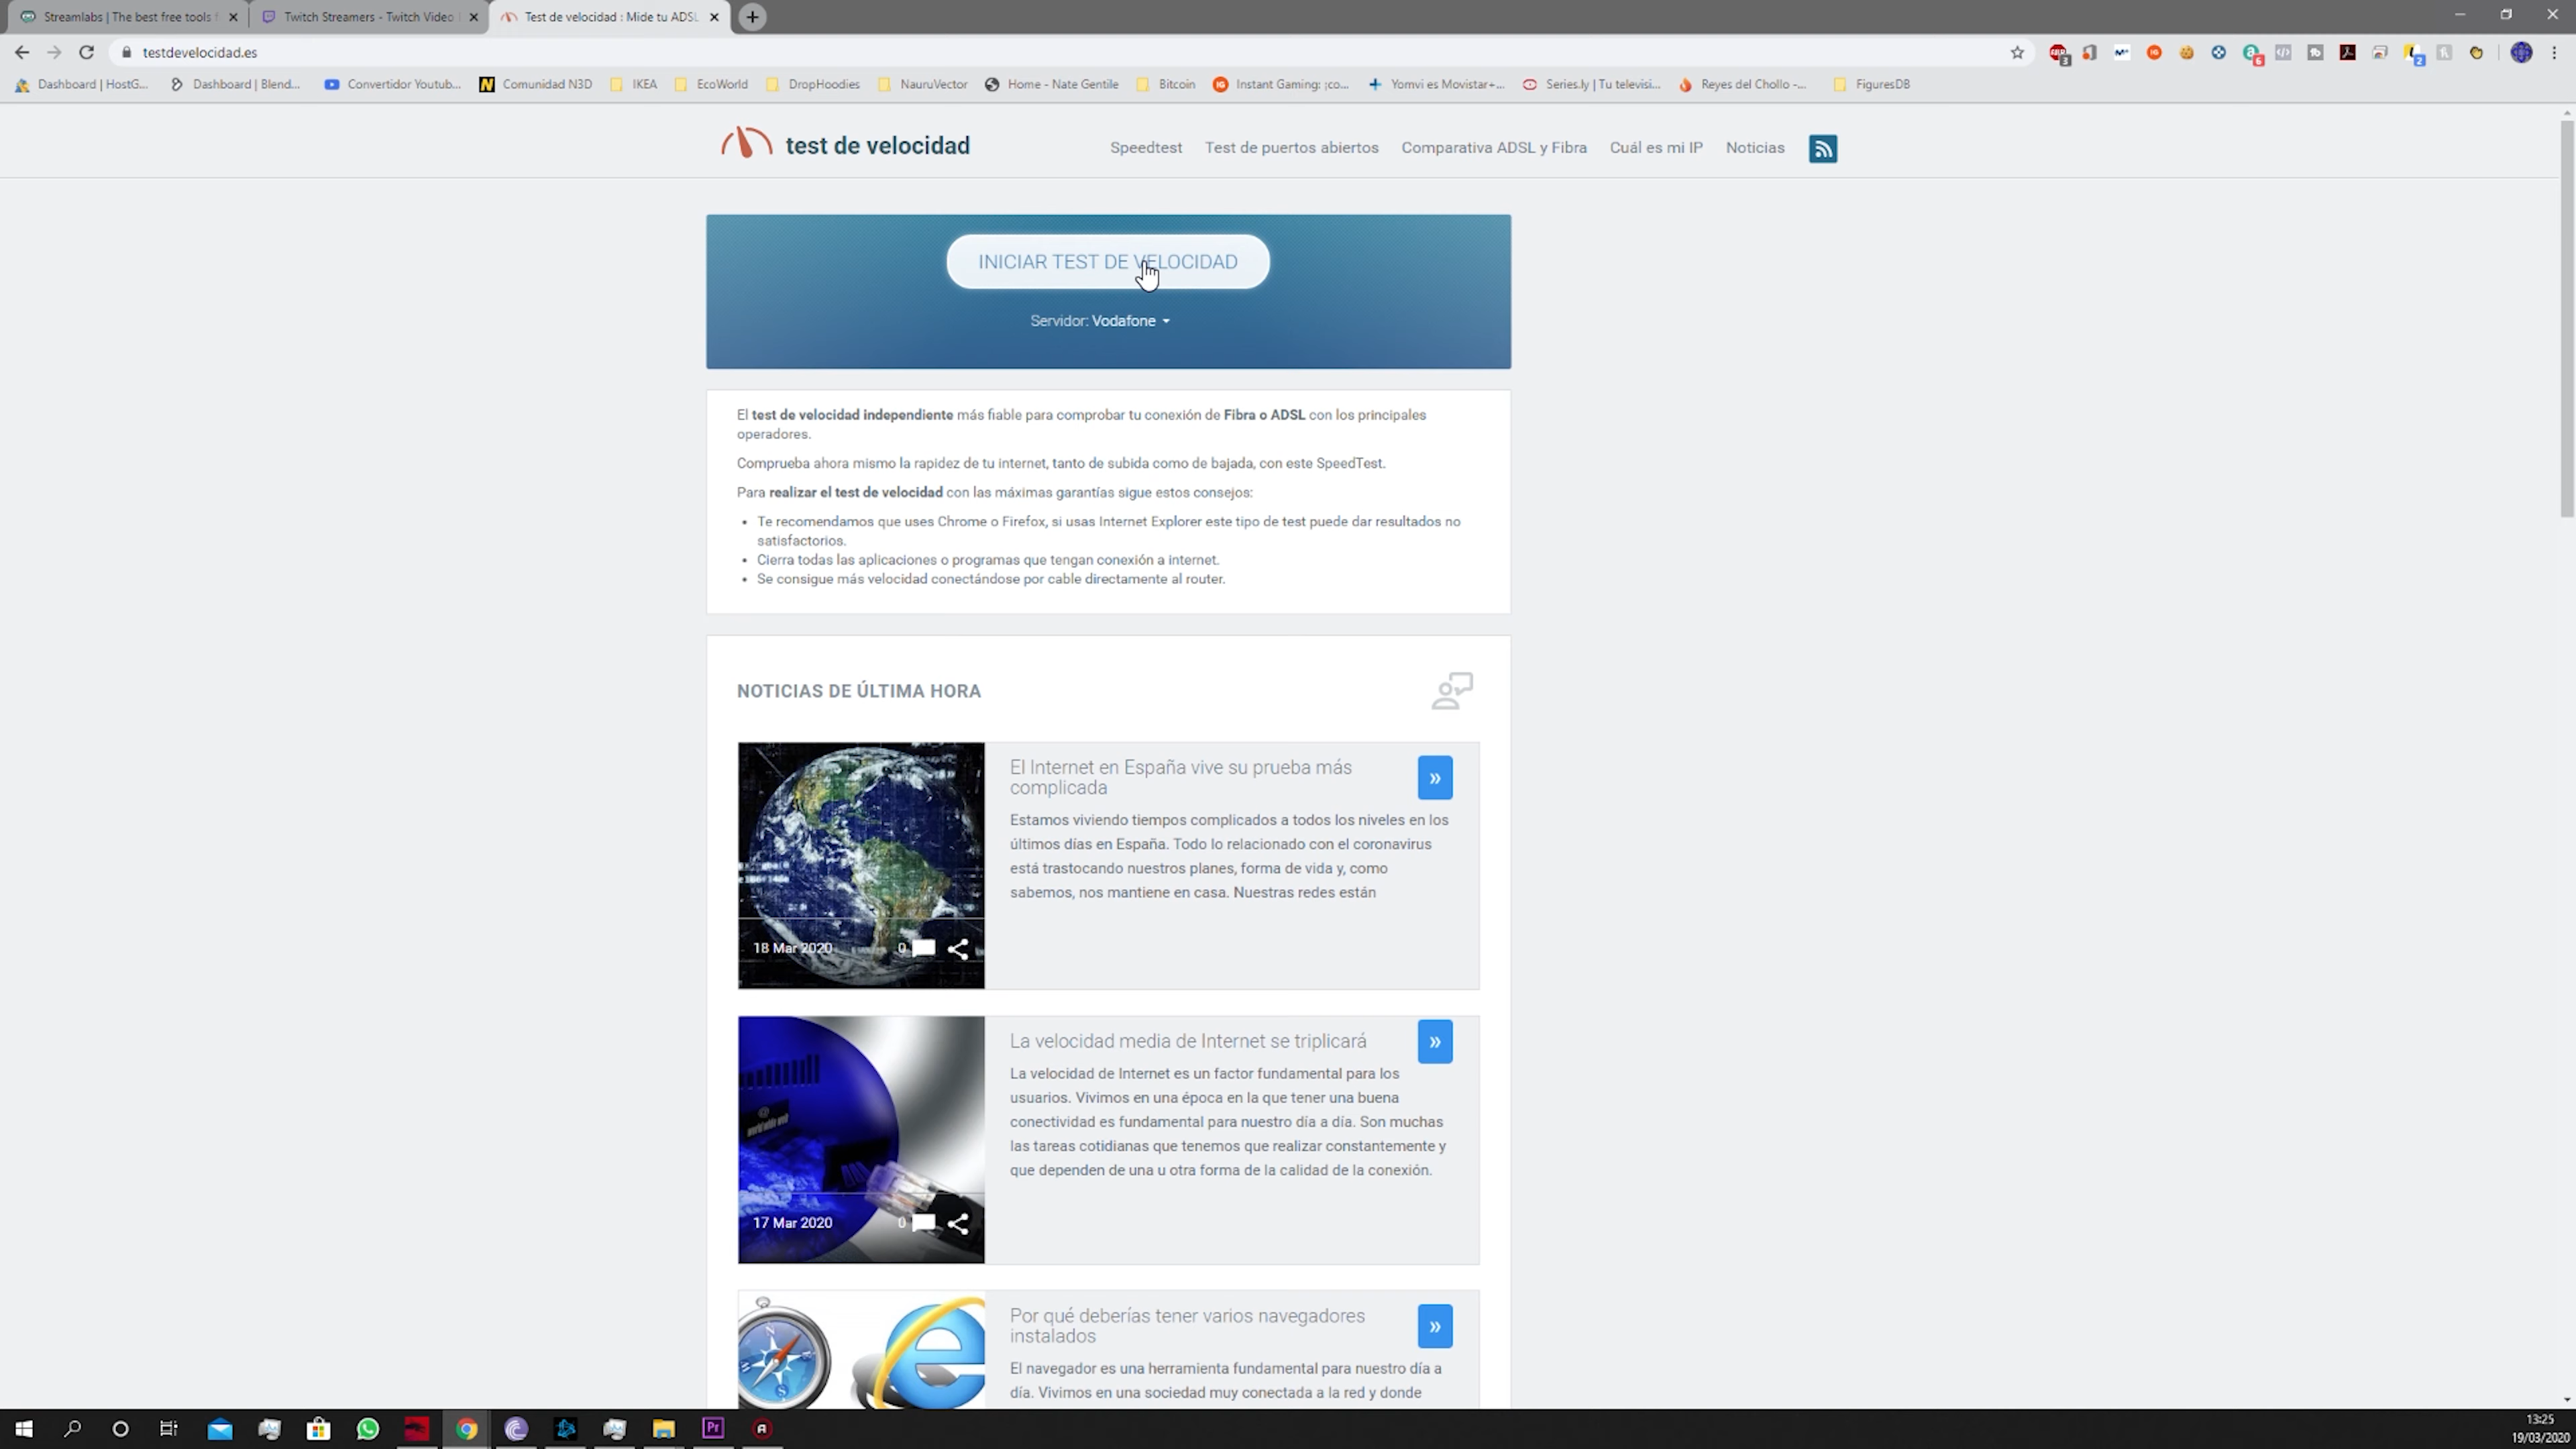 Streamlabs | The best free tools f
Twitch Streamers - Twitch Video
Test de velocidad : Mide tu ADSL
testdevelocidad.es
Dashboard | HostG...
Dashboard | Blend...
Convertidor Youtub...
Comunidad N3D
IKEA
EcoWorld
DropHoodies
NauruVector
Home - Nate Gentile
Bitcoin
Instant Gaming: ¡co...
Yomvi es Movistar+...
Series.ly | Tu televisi...
Reyes del Chollo -...
FiguresDB
test de velocidad
Speedtest
Test de puertos abiertos
Comparativa ADSL y Fibra
Cuál es mi IP
Noticias
INICIAR TEST DE VELOCIDAD
Servidor: Vodafone
El test de velocidad independiente más fiable para comprobar tu conexión de Fibra o ADSL con los principales
operadores.
Comprueba ahora mismo la rapidez de tu internet, tanto de subida como de bajada, con este SpeedTest.
Para realizar el test de velocidad con las máximas garantías sigue estos consejos:
• Te recomendamos que uses Chrome o Firefox, si usas Internet Explorer este tipo de test puede dar resultados no
satisfactorios.
• Cierra todas las aplicaciones o programas que tengan conexión a internet.
• Se consigue más velocidad conectándose por cable directamente al router.
NOTICIAS DE ÚLTIMA HORA
El Internet en España vive su prueba más
complicada
Estamos viviendo tiempos complicados a todos los niveles en los
últimos días en España. Todo lo relacionado con el coronavirus
está trastocando nuestros planes, forma de vida y, como
sabemos, nos mantiene en casa. Nuestras redes están
18 Mar 2020
0
La velocidad media de Internet se triplicará
La velocidad de Internet es un factor fundamental para los
usuarios. Vivimos en una época en la que tener una buena
conectividad es fundamental para nuestro día a día. Son muchas
las tareas cotidianas que tenemos que realizar constantemente y
que dependen de una u otra forma de la calidad de la conexión.
17 Mar 2020
0
Por qué deberías tener varios navegadores
instalados
El navegador es una herramienta fundamental para nuestro día a
día. Vivimos en una sociedad muy conectada a la red y donde
Pr
13:25
19/03/2020